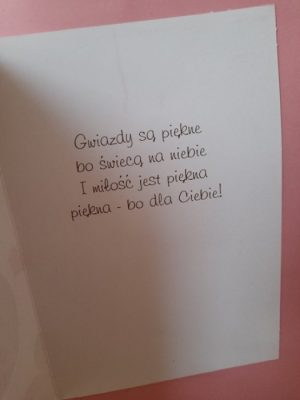 Gwiazdy są piękne
bo świecą na niebie
I miłość jest piękna
piękna - bo dla Ciebie!